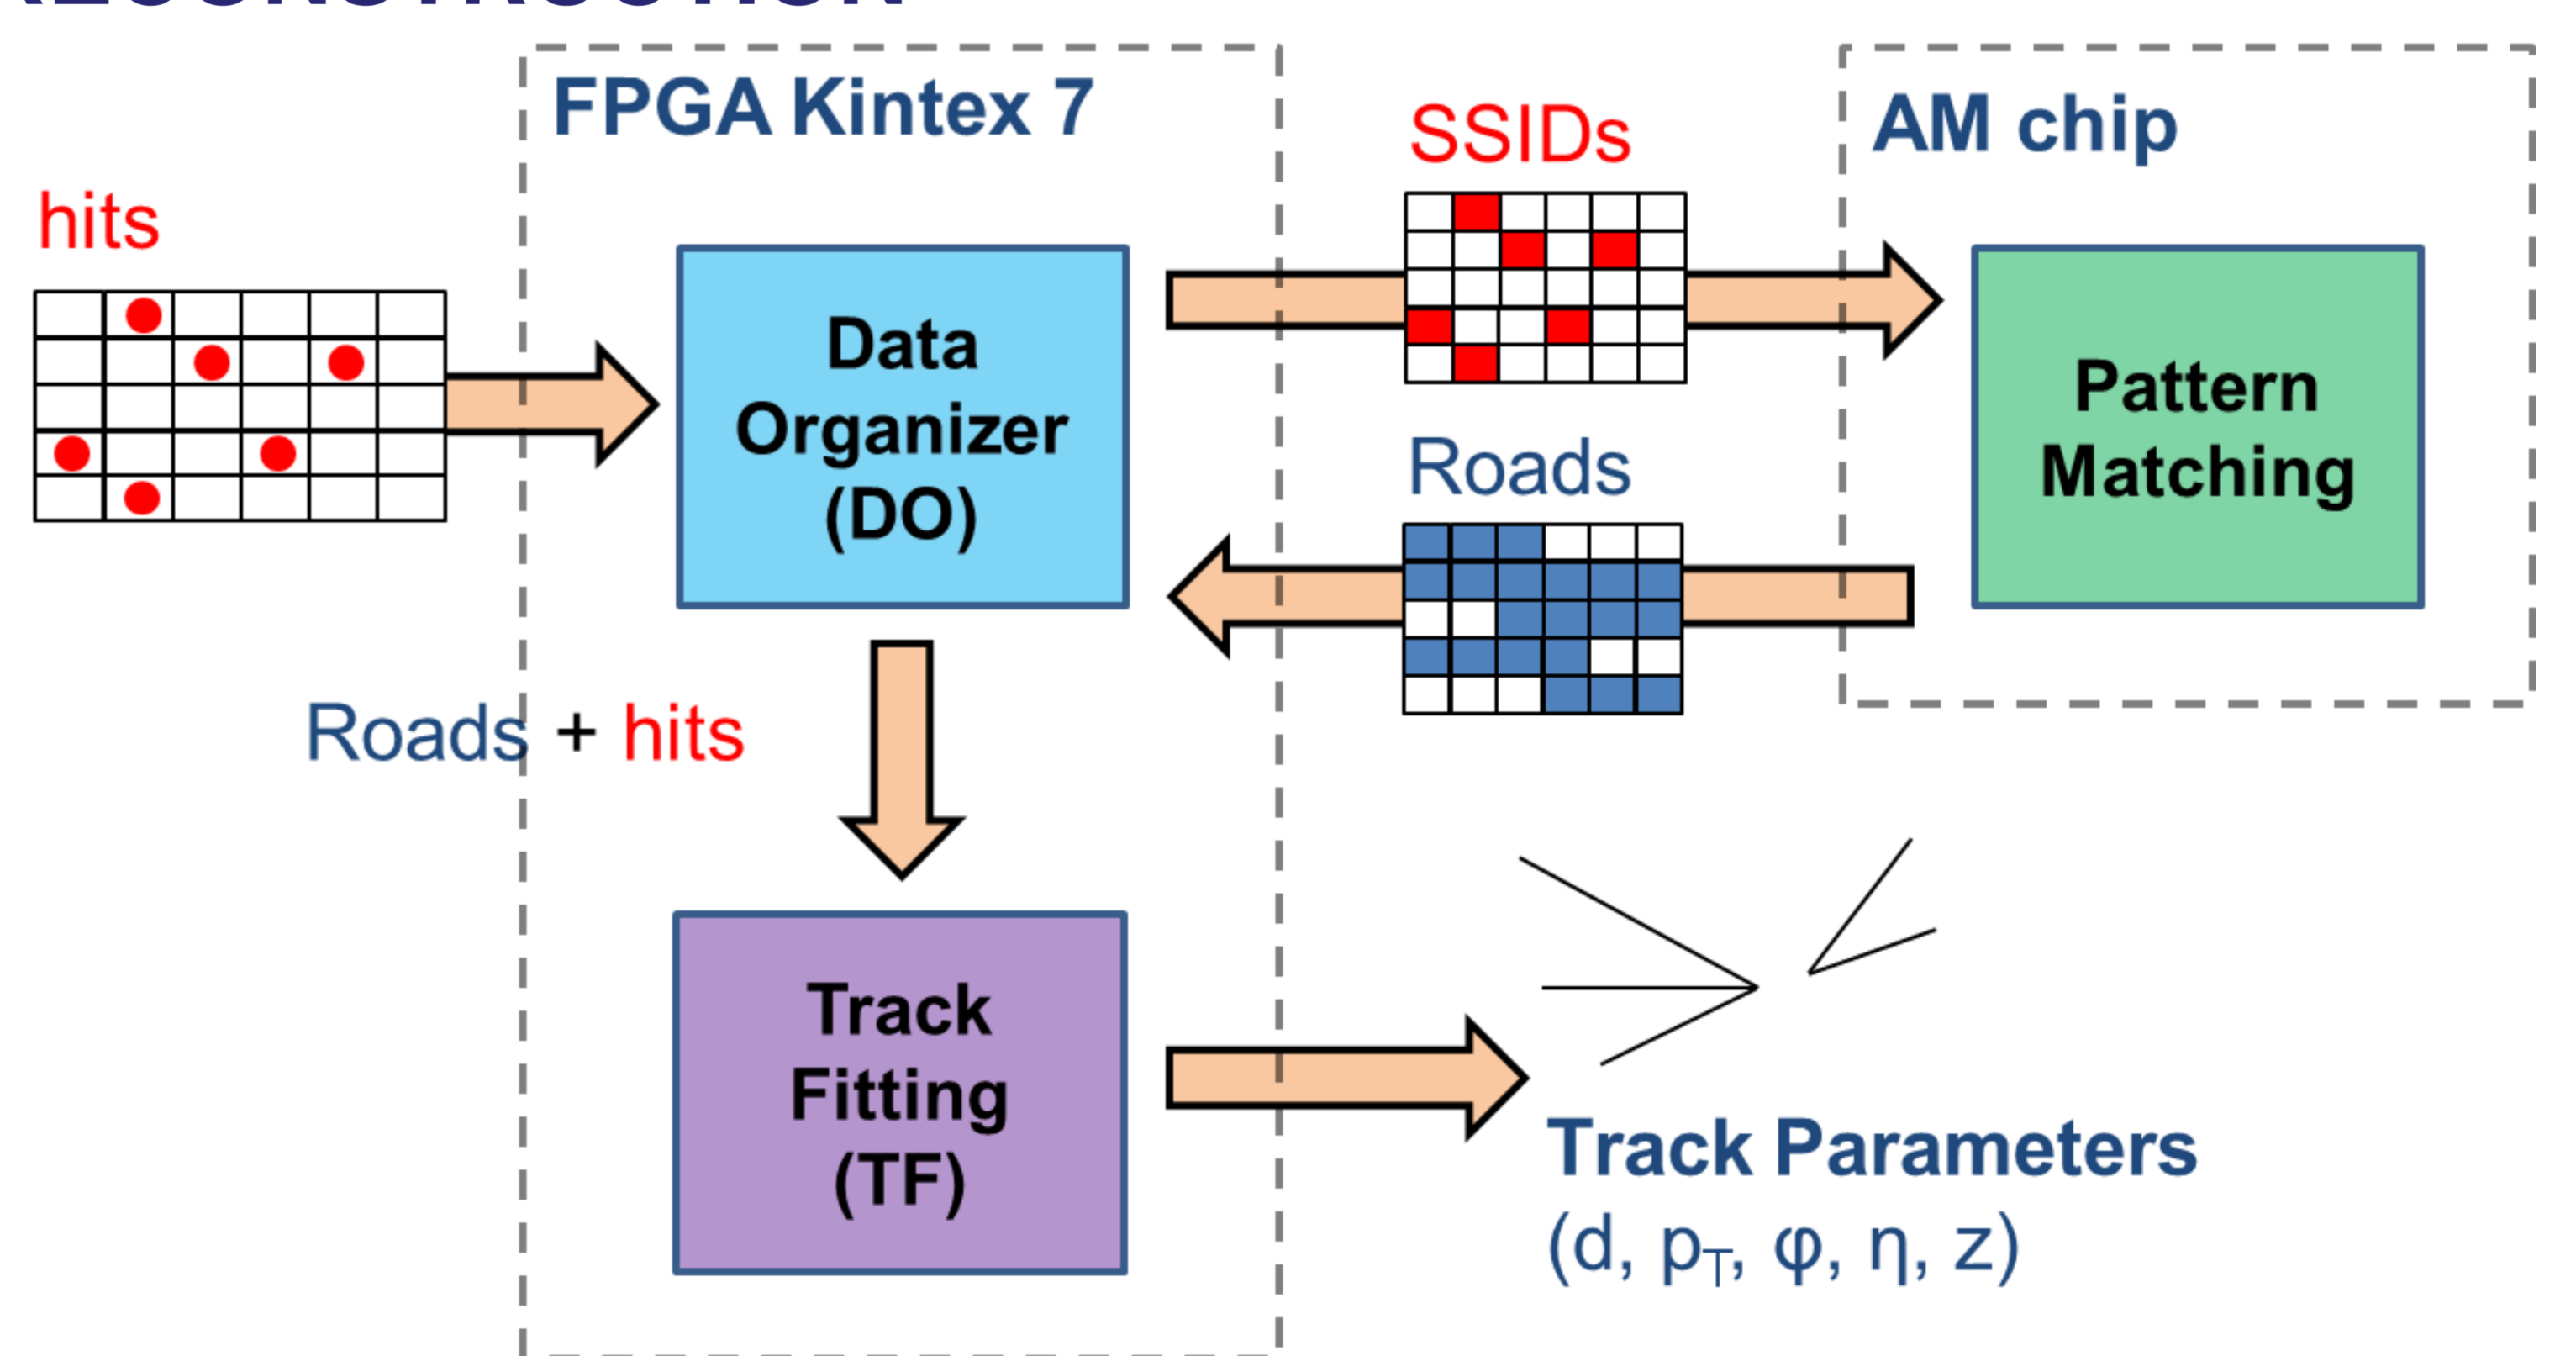 RECONSTRUCTION
FPGA Kintex 7
SSIDs
AM chip
hits
Data
Organizer
(DO)
Pattern
Matching
Roads
Roads + hits
Track
Fitting
(TF)
Track Parameters
(d, pT, φ, η, z)